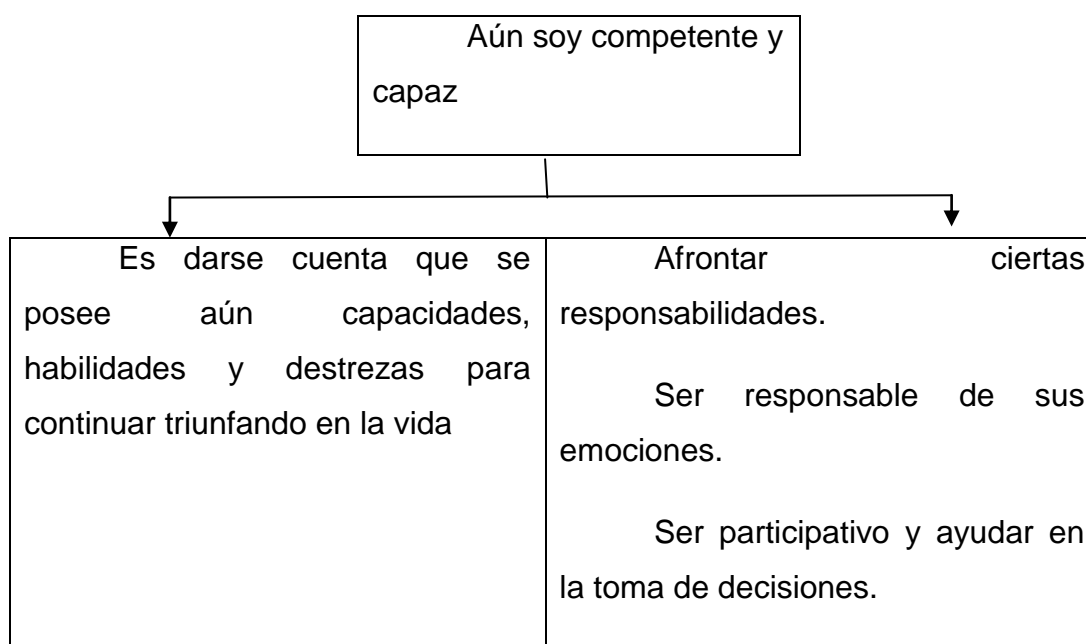 Aún soy competente y
capaz
Es darse cuenta que se
posee aún capacidades,
habilidades y destrezas para
continuar triunfando en la vida
Afrontar ciertas
responsabilidades.
Ser responsable de sus
emociones.
Ser participativo y ayudar en
la toma de decisiones.